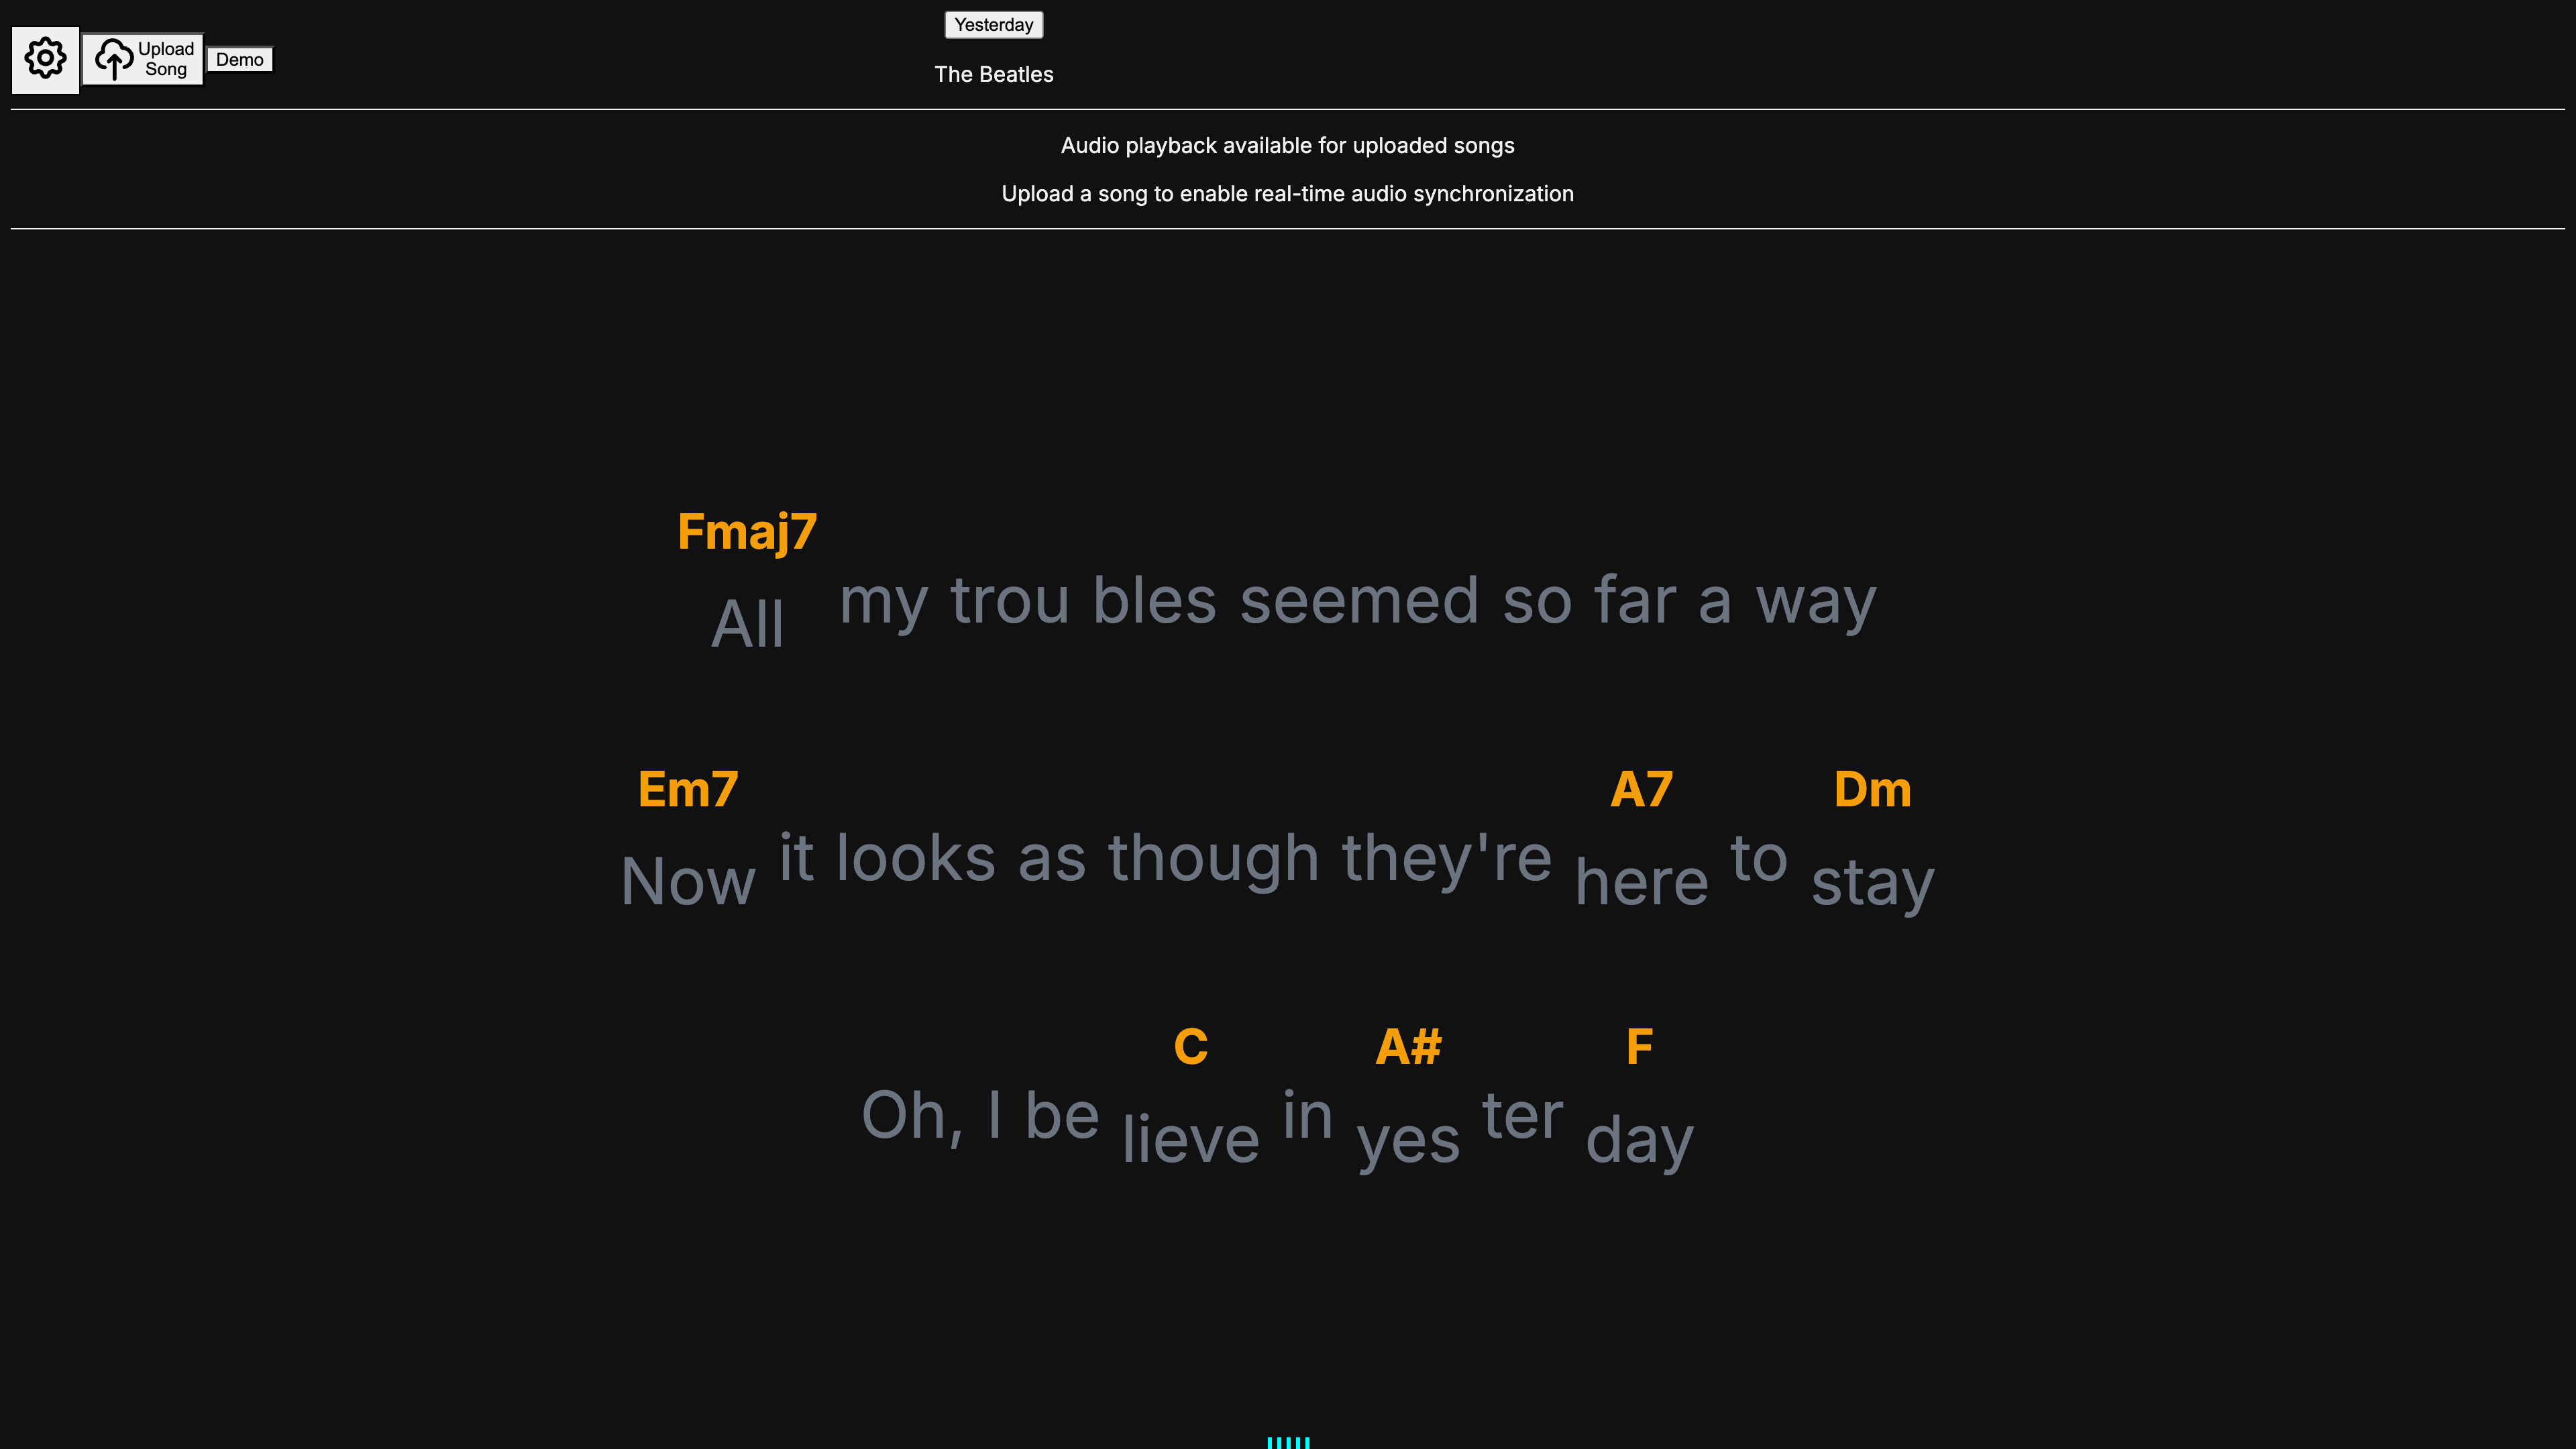 Yesterday
Upload
Song
Demo
The Beatles
Audio playback available for uploaded songs
Upload a song to enable real-time audio synchronization
Fmaj7
All my trou bles seemed so far a way
Em7 A7 Dm
Now it looks as though they're here to stay
C A# F
Oh, I be lieve in yes ter day